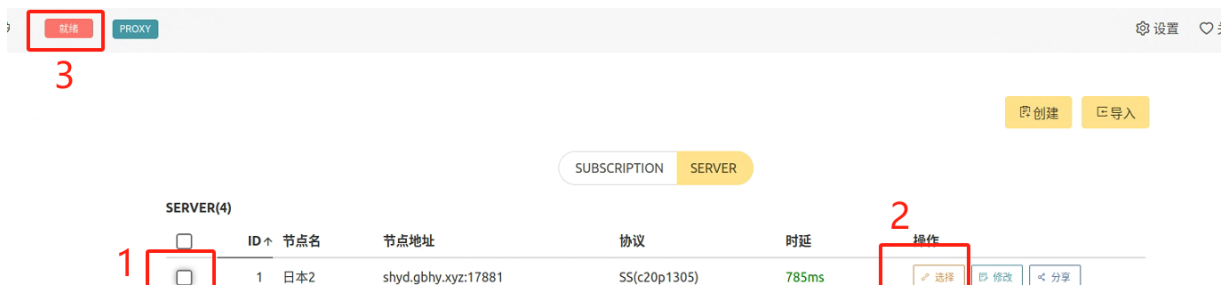 就绪 PROXY 设置
3
创建 导入
SUBSCRIPTION SERVER
SERVER(4)
2
ID↑ 节点名 节点地址 协议 时延 操作
1
1 日本2 shyd.gbhy.xyz:17881 SS(c20p1305) 785ms 选择 修改 分享